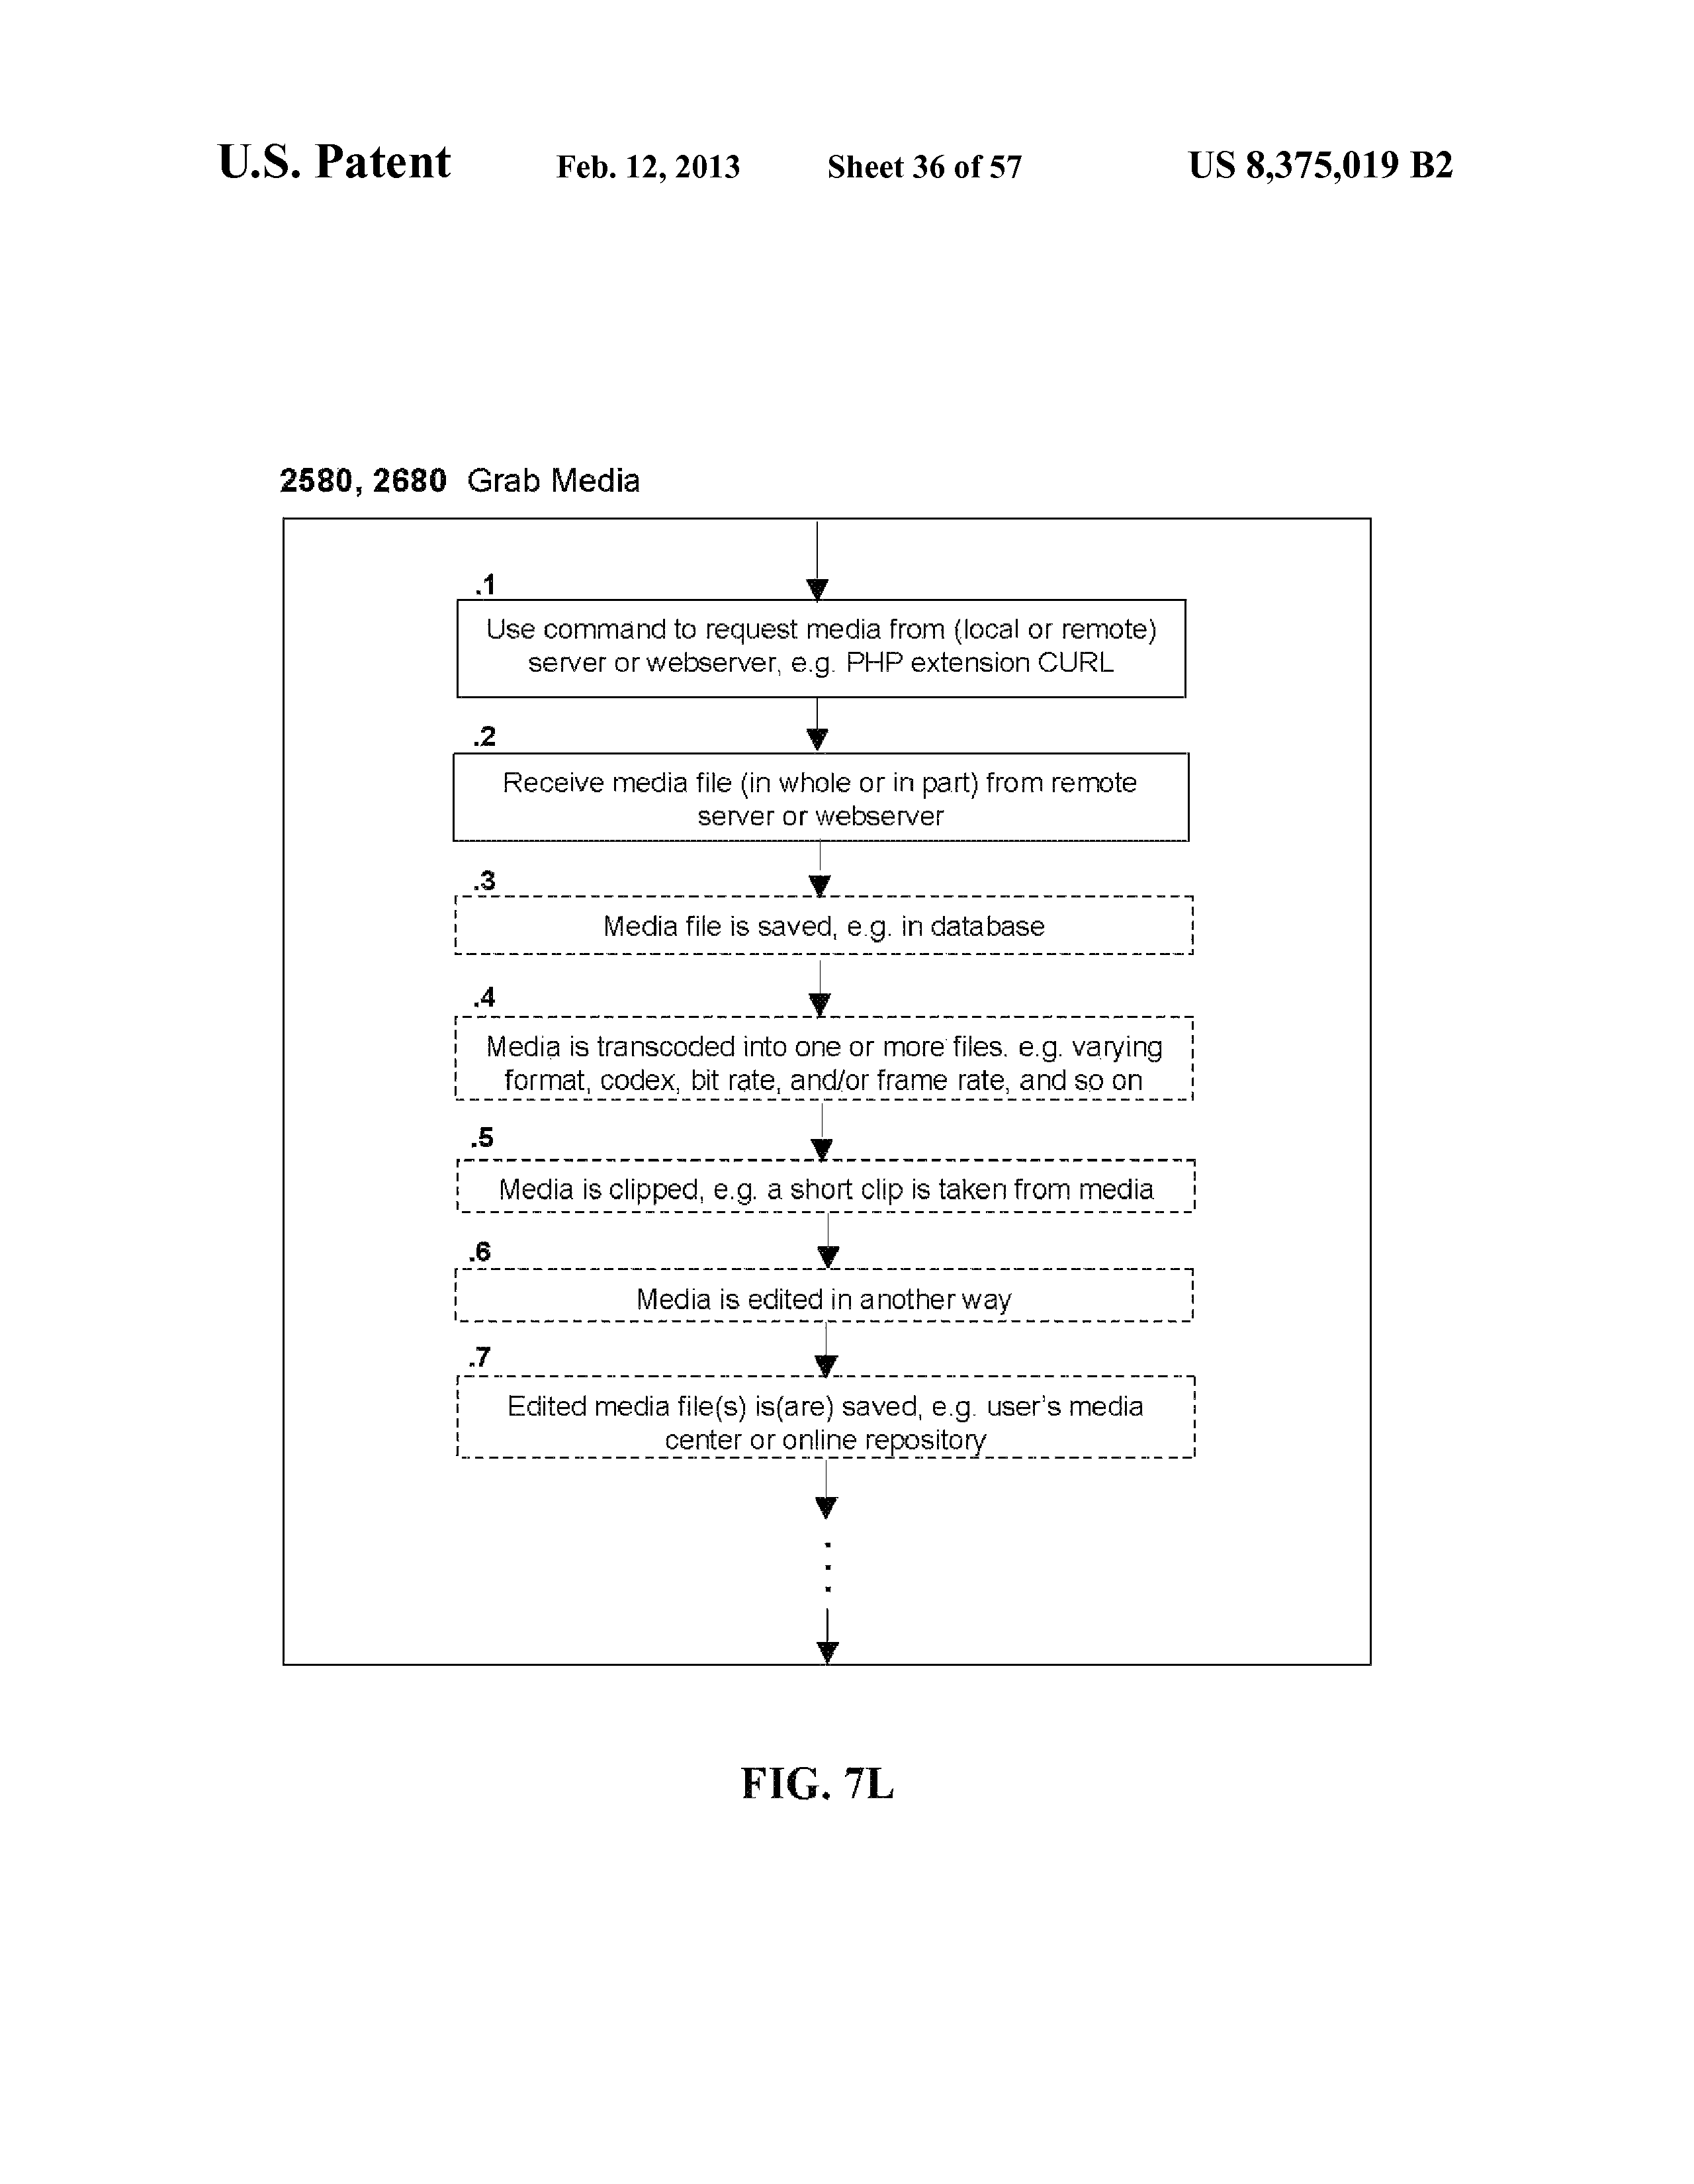 U.S. Patent Feb. 12, 2013 Sheet 36 of 57 US 8,375,019 B2
2580, 2680 Grab Media
.1
Use command to request media from (local or remote)
server or webserver, e.g. PHP extension CURL
.2
Receive media file (in whole or in part) from remote
server or webserver
.3
Media file is saved, e.g. in database
.4
Media is transcoded into one or more files. e.g. varying
format, codex, bit rate, and/or frame rate, and so on
.5
Media is clipped, e.g. a short clip is taken from media
.6
Media is edited in another way
.7
Edited media file(s) is(are) saved, e.g. user's media
center or online repository
FIG. 7L